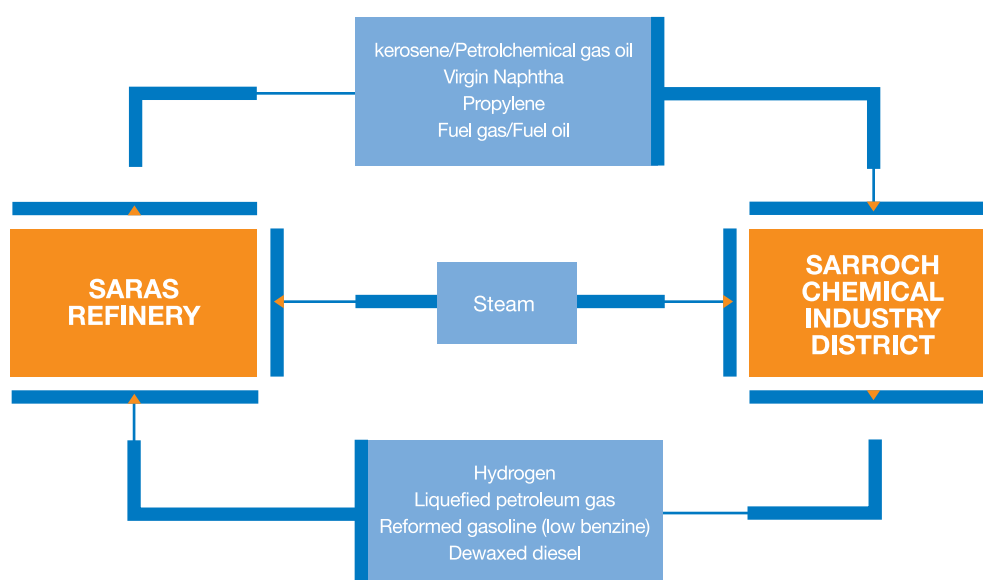 kerosene/Petrolchemical gas oil
Virgin Naphtha
Propylene
Fuel gas/Fuel oil
SARAS
REFINERY
Steam
SARROCH
CHEMICAL
INDUSTRY
DISTRICT
Hydrogen
Liquefied petroleum gas
Reformed gasoline (low benzine)
Dewaxed diesel